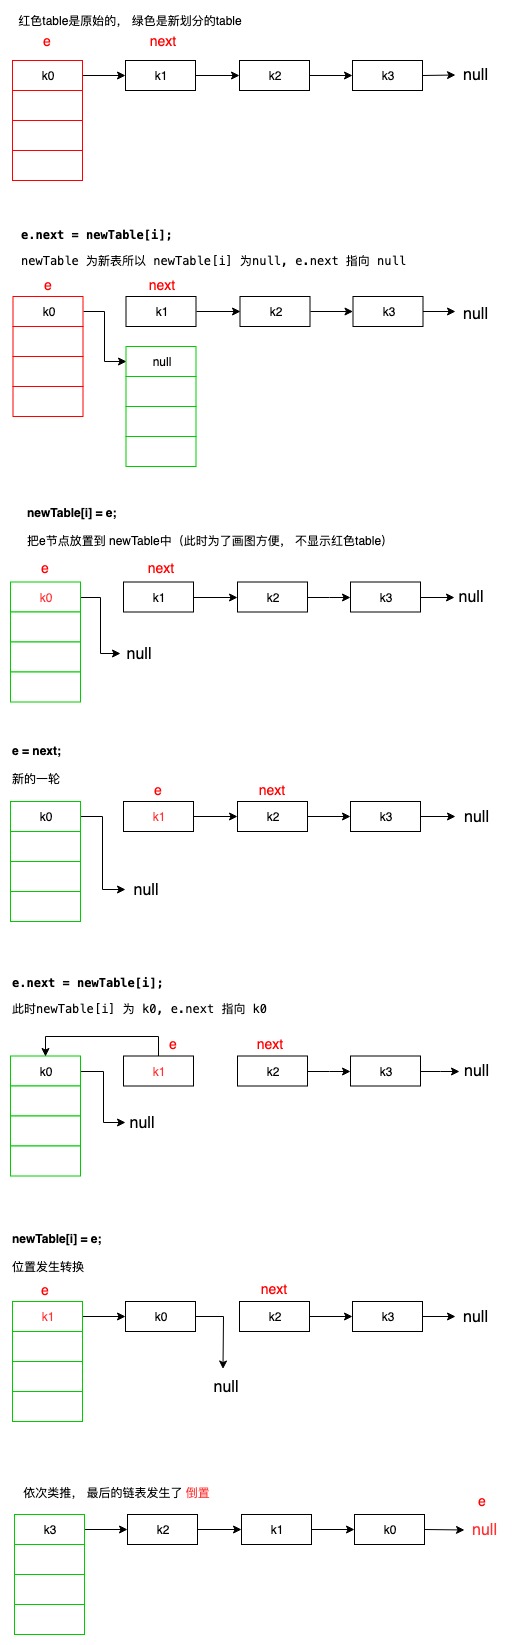 红色table是原始的， 绿色是新划分的table
e next
k0 k1 k2 k3 null
e.next = newTable[i];
newTable 为新表所以 newTable[i] 为null, e.next 指向 null
e next
k0 k1 k2 k3 null
null
newTable[i] = e;
把e节点放置到 newTable中（此时为了画图方便， 不显示红色table）
e next
k0 k1 k2 k3 null
null
e = next;
新的一轮
e next
k0 k1 k2 k3 null
null
e.next = newTable[i];
此时newTable[i] 为 k0, e.next 指向 k0
e next
k0 k1 k2 k3 null
null
newTable[i] = e;
位置发生转换
e next
k1 k0 k2 k3 null
null
依次类推， 最后的链表发生了 倒置
e
k3 k2 k1 k0 null